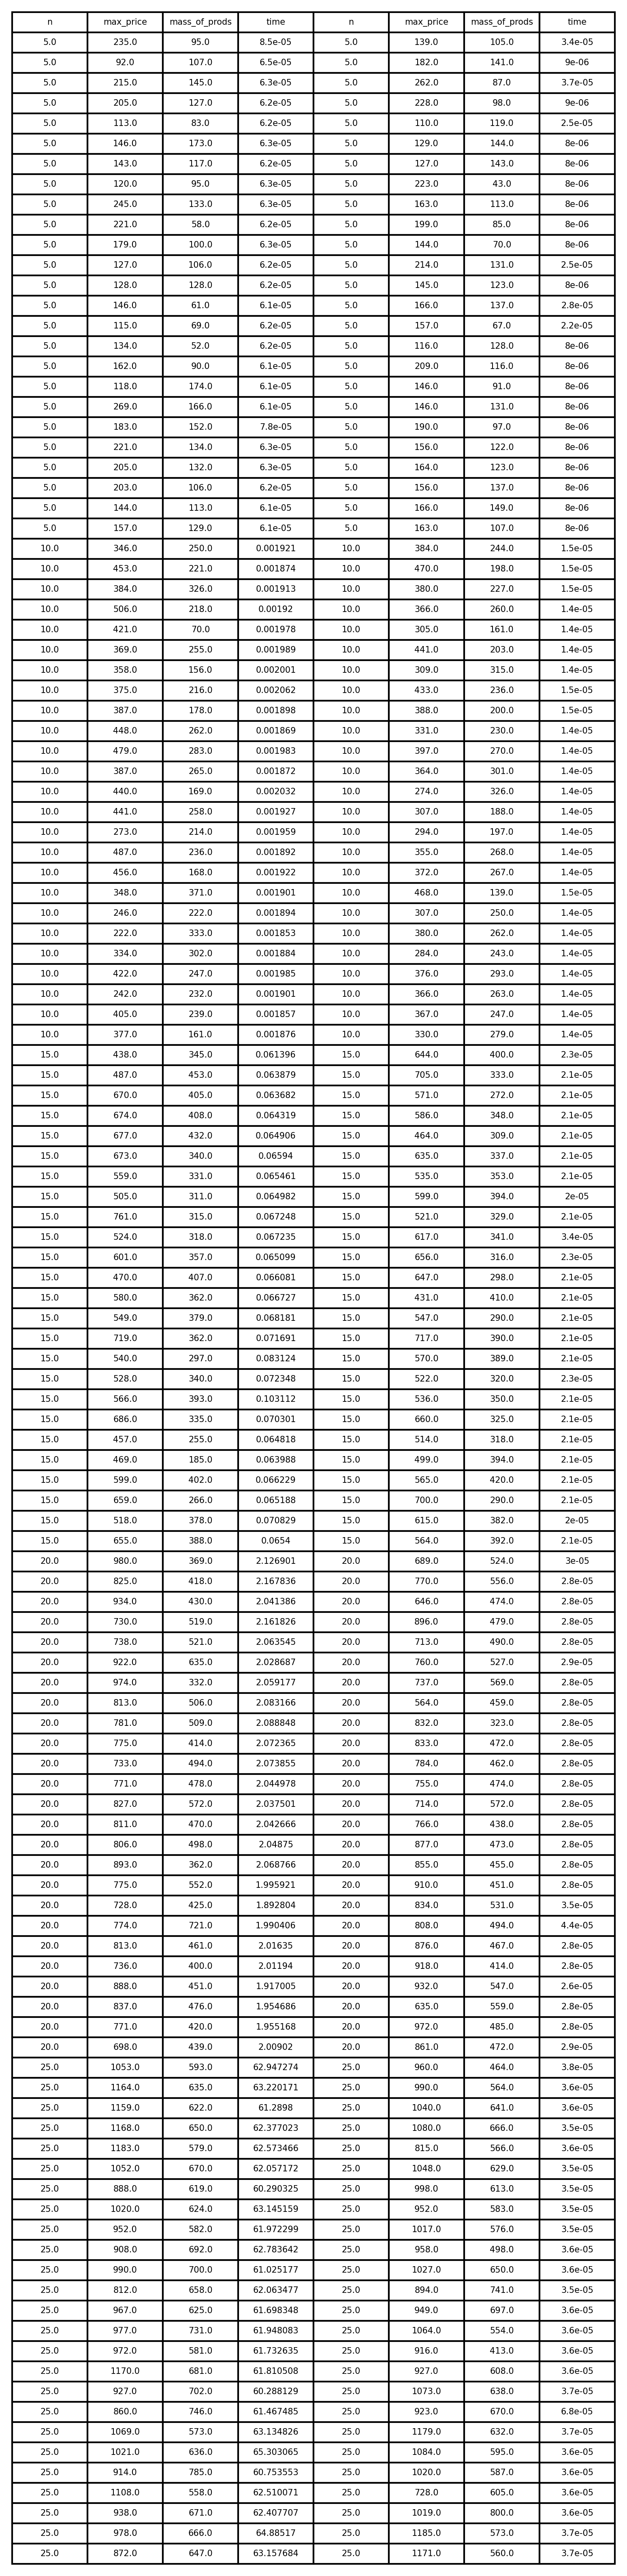 n max_price mass_of_prods time n max_price mass_of_prods time
5.0 235.0 95.0 8.5e-05 5.0 139.0 105.0 3.4e-05
5.0 92.0 107.0 6.5e-05 5.0 182.0 141.0 9e-06
5.0 215.0 145.0 6.3e-05 5.0 262.0 87.0 3.7e-05
5.0 205.0 127.0 6.2e-05 5.0 228.0 98.0 9e-06
5.0 113.0 83.0 6.2e-05 5.0 110.0 119.0 2.5e-05
5.0 146.0 173.0 6.3e-05 5.0 129.0 144.0 8e-06
5.0 143.0 117.0 6.2e-05 5.0 127.0 143.0 8e-06
5.0 120.0 95.0 6.3e-05 5.0 223.0 43.0 8e-06
5.0 245.0 133.0 6.2e-05 5.0 163.0 113.0 8e-06
5.0 221.0 58.0 6.2e-05 5.0 199.0 85.0 8e-06
5.0 179.0 100.0 6.3e-05 5.0 144.0 70.0 8e-06
5.0 127.0 106.0 6.2e-05 5.0 214.0 131.0 2.5e-05
5.0 128.0 128.0 6.2e-05 5.0 145.0 123.0 8e-06
5.0 146.0 61.0 6.1e-05 5.0 166.0 137.0 2.8e-05
5.0 115.0 69.0 6.2e-05 5.0 157.0 67.0 2.2e-05
5.0 134.0 52.0 6.2e-05 5.0 116.0 128.0 8e-06
5.0 162.0 90.0 6.1e-05 5.0 209.0 116.0 8e-06
5.0 118.0 174.0 6.1e-05 5.0 146.0 91.0 8e-06
5.0 269.0 166.0 6.1e-05 5.0 146.0 131.0 8e-06
5.0 183.0 152.0 7.8e-05 5.0 190.0 97.0 8e-06
5.0 221.0 134.0 6.3e-05 5.0 156.0 122.0 8e-06
5.0 205.0 132.0 6.3e-05 5.0 164.0 123.0 8e-06
5.0 203.0 106.0 6.2e-05 5.0 156.0 137.0 8e-06
5.0 144.0 113.0 6.1e-05 5.0 166.0 149.0 8e-06
5.0 157.0 129.0 6.1e-05 5.0 163.0 107.0 8e-06
10.0 346.0 250.0 0.001921 10.0 384.0 244.0 1.5e-05
10.0 453.0 221.0 0.001874 10.0 470.0 198.0 1.5e-05
10.0 384.0 326.0 0.001913 10.0 380.0 227.0 1.5e-05
10.0 506.0 218.0 0.00192 10.0 366.0 260.0 1.4e-05
10.0 421.0 70.0 0.001978 10.0 305.0 161.0 1.4e-05
10.0 369.0 255.0 0.001989 10.0 441.0 203.0 1.4e-05
10.0 358.0 156.0 0.002001 10.0 309.0 315.0 1.4e-05
10.0 375.0 216.0 0.002062 10.0 433.0 236.0 1.5e-05
10.0 387.0 178.0 0.001898 10.0 388.0 200.0 1.5e-05
10.0 448.0 262.0 0.001869 10.0 331.0 230.0 1.4e-05
10.0 479.0 283.0 0.001983 10.0 397.0 270.0 1.4e-05
10.0 387.0 265.0 0.001872 10.0 364.0 301.0 1.4e-05
10.0 440.0 169.0 0.002032 10.0 274.0 326.0 1.4e-05
10.0 441.0 258.0 0.001927 10.0 307.0 188.0 1.4e-05
10.0 273.0 214.0 0.001959 10.0 294.0 197.0 1.4e-05
10.0 487.0 236.0 0.001892 10.0 355.0 268.0 1.4e-05
10.0 456.0 168.0 0.001922 10.0 372.0 267.0 1.4e-05
10.0 348.0 371.0 0.001901 10.0 468.0 139.0 1.5e-05
10.0 246.0 222.0 0.001894 10.0 307.0 250.0 1.4e-05
10.0 222.0 333.0 0.001853 10.0 380.0 262.0 1.4e-05
10.0 334.0 302.0 0.001884 10.0 284.0 243.0 1.4e-05
10.0 422.0 247.0 0.001985 10.0 376.0 293.0 1.4e-05
10.0 242.0 232.0 0.001901 10.0 366.0 263.0 1.4e-05
10.0 405.0 239.0 0.001857 10.0 367.0 247.0 1.4e-05
10.0 377.0 161.0 0.001876 10.0 330.0 279.0 1.4e-05
15.0 438.0 345.0 0.061396 15.0 644.0 400.0 2.3e-05
15.0 487.0 453.0 0.063879 15.0 705.0 333.0 2.1e-05
15.0 670.0 405.0 0.063682 15.0 571.0 272.0 2.1e-05
15.0 674.0 408.0 0.064319 15.0 586.0 348.0 2.1e-05
15.0 677.0 432.0 0.064906 15.0 464.0 309.0 2.1e-05
15.0 673.0 340.0 0.06594 15.0 635.0 337.0 2.1e-05
15.0 559.0 331.0 0.065461 15.0 535.0 353.0 2.1e-05
15.0 505.0 311.0 0.064982 15.0 599.0 394.0 2e-05
15.0 761.0 315.0 0.067248 15.0 521.0 329.0 2.1e-05
15.0 524.0 318.0 0.067235 15.0 617.0 341.0 3.4e-05
15.0 601.0 357.0 0.065099 15.0 656.0 316.0 2.3e-05
15.0 470.0 407.0 0.066081 15.0 647.0 298.0 2.1e-05
15.0 580.0 362.0 0.066727 15.0 431.0 410.0 2.1e-05
15.0 549.0 379.0 0.068181 15.0 547.0 290.0 2.1e-05
15.0 719.0 362.0 0.071691 15.0 717.0 390.0 2.1e-05
15.0 540.0 297.0 0.083124 15.0 570.0 389.0 2.1e-05
15.0 528.0 340.0 0.072348 15.0 522.0 320.0 2.3e-05
15.0 566.0 393.0 0.103112 15.0 536.0 350.0 2.1e-05
15.0 686.0 335.0 0.070301 15.0 660.0 325.0 2.1e-05
15.0 457.0 255.0 0.064818 15.0 514.0 318.0 2.1e-05
15.0 469.0 185.0 0.063988 15.0 499.0 394.0 2.1e-05
15.0 599.0 402.0 0.066229 15.0 565.0 420.0 2.1e-05
15.0 659.0 266.0 0.065188 15.0 700.0 290.0 2.1e-05
15.0 518.0 378.0 0.070829 15.0 615.0 382.0 2e-05
15.0 655.0 388.0 0.0654 15.0 564.0 392.0 2.1e-05
20.0 980.0 369.0 2.126901 20.0 689.0 524.0 3e-05
20.0 825.0 418.0 2.167836 20.0 770.0 556.0 2.8e-05
20.0 934.0 430.0 2.041386 20.0 646.0 474.0 2.8e-05
20.0 730.0 519.0 2.161826 20.0 896.0 479.0 2.8e-05
20.0 738.0 521.0 2.063545 20.0 713.0 490.0 2.8e-05
20.0 922.0 635.0 2.028687 20.0 760.0 527.0 2.9e-05
20.0 974.0 332.0 2.059177 20.0 737.0 569.0 2.8e-05
20.0 813.0 506.0 2.083166 20.0 564.0 459.0 2.8e-05
20.0 781.0 509.0 2.088848 20.0 832.0 323.0 2.8e-05
20.0 775.0 414.0 2.072365 20.0 833.0 472.0 2.8e-05
20.0 733.0 494.0 2.073855 20.0 784.0 462.0 2.8e-05
20.0 771.0 478.0 2.044978 20.0 755.0 474.0 2.8e-05
20.0 827.0 572.0 2.037501 20.0 714.0 572.0 2.8e-05
20.0 811.0 470.0 2.042666 20.0 766.0 438.0 2.8e-05
20.0 806.0 498.0 2.04875 20.0 877.0 473.0 2.8e-05
20.0 893.0 362.0 2.068766 20.0 855.0 455.0 2.8e-05
20.0 775.0 552.0 1.995921 20.0 910.0 451.0 2.8e-05
20.0 728.0 425.0 1.892804 20.0 834.0 531.0 3.5e-05
20.0 774.0 721.0 1.990406 20.0 808.0 494.0 4.4e-05
20.0 813.0 461.0 2.01635 20.0 876.0 467.0 2.8e-05
20.0 736.0 400.0 2.01194 20.0 918.0 414.0 2.8e-05
20.0 888.0 451.0 1.917005 20.0 932.0 547.0 2.6e-05
20.0 837.0 476.0 1.954686 20.0 635.0 559.0 2.8e-05
20.0 771.0 420.0 1.955168 20.0 972.0 485.0 2.8e-05
20.0 698.0 439.0 2.00902 20.0 861.0 472.0 2.9e-05
25.0 1053.0 593.0 62.947274 25.0 960.0 464.0 3.8e-05
25.0 1164.0 635.0 63.220171 25.0 990.0 564.0 3.6e-05
25.0 1159.0 622.0 61.2898 25.0 1040.0 641.0 3.6e-05
25.0 1168.0 650.0 62.377023 25.0 1080.0 666.0 3.5e-05
25.0 1183.0 579.0 62.573466 25.0 815.0 566.0 3.6e-05
25.0 1052.0 670.0 62.057172 25.0 1048.0 629.0 3.5e-05
25.0 888.0 619.0 60.290325 25.0 998.0 613.0 3.5e-05
25.0 1020.0 624.0 63.145159 25.0 952.0 583.0 3.5e-05
25.0 952.0 582.0 61.972299 25.0 1017.0 576.0 3.5e-05
25.0 908.0 692.0 62.783642 25.0 958.0 498.0 3.6e-05
25.0 990.0 700.0 61.025177 25.0 1027.0 650.0 3.6e-05
25.0 812.0 658.0 62.063477 25.0 894.0 741.0 3.5e-05
25.0 967.0 625.0 61.698348 25.0 949.0 697.0 3.6e-05
25.0 977.0 731.0 61.948083 25.0 1064.0 554.0 3.6e-05
25.0 972.0 581.0 61.732635 25.0 916.0 413.0 3.6e-05
25.0 1170.0 681.0 61.810508 25.0 927.0 608.0 3.6e-05
25.0 927.0 702.0 60.288129 25.0 1073.0 638.0 3.7e-05
25.0 860.0 746.0 61.467485 25.0 923.0 670.0 6.8e-05
25.0 1069.0 573.0 63.134826 25.0 1179.0 632.0 3.7e-05
25.0 1021.0 636.0 65.303065 25.0 1084.0 595.0 3.6e-05
25.0 914.0 785.0 60.753553 25.0 1020.0 587.0 3.6e-05
25.0 1108.0 558.0 62.510071 25.0 728.0 605.0 3.6e-05
25.0 938.0 671.0 62.407707 25.0 1019.0 800.0 3.6e-05
25.0 978.0 666.0 64.88517 25.0 1185.0 573.0 3.7e-05
25.0 872.0 647.0 63.157684 25.0 1171.0 560.0 3.7e-05